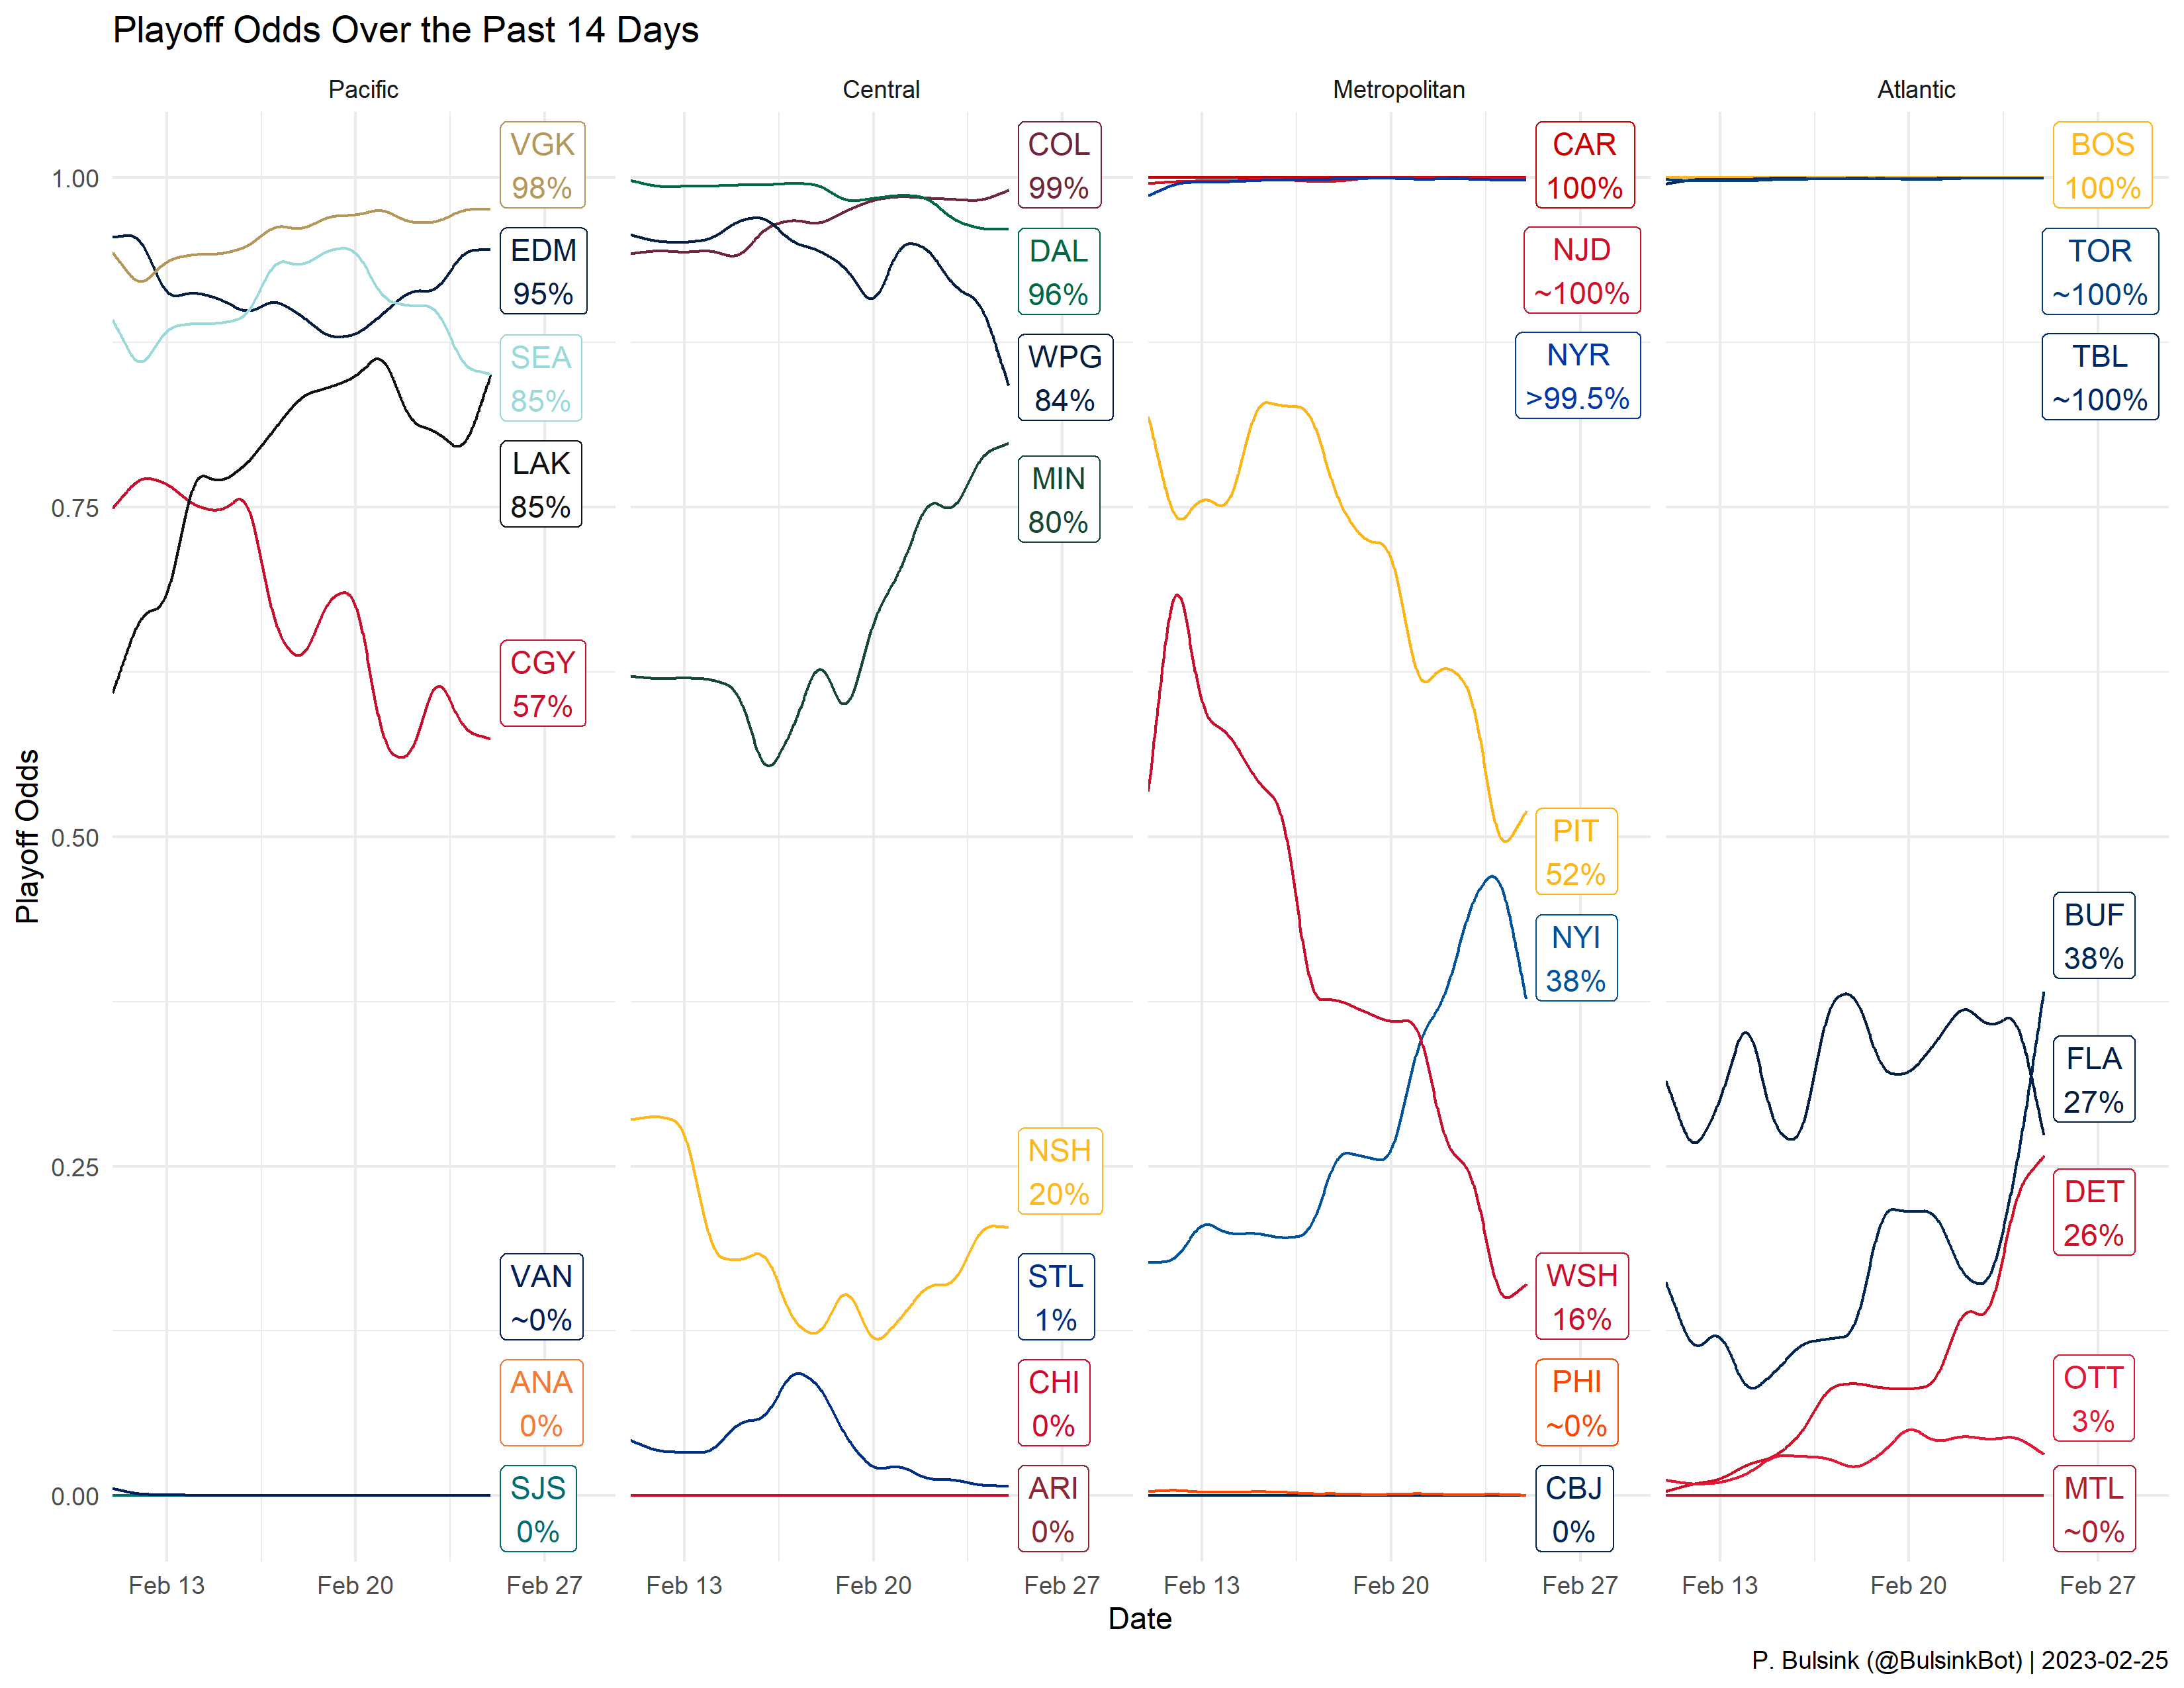 Playoff Odds Over the Past 14 Days
Pacific
Central
Metropolitan
Atlantic
Playoff Odds
1.00
0.75
0.50
0.25
0.00
VGK
98%
EDM
95%
SEA
85%
LAK
85%
CGY
57%
VAN
~0%
ANA
0%
SJS
0%
COL
99%
DAL
96%
WPG
84%
MIN
80%
NSH
20%
STL
1%
CHI
0%
ARI
0%
CAR
100%
NJD
~100%
NYR
>99.5%
PIT
52%
NYI
38%
WSH
16%
PHI
~0%
CBJ
0%
BOS
100%
TOR
~100%
TBL
~100%
BUF
38%
FLA
27%
DET
26%
OTT
3%
MTL
~0%
Feb 13 Feb 20 Feb 27
Feb 13 Feb 20 Feb 27
Feb 13 Feb 20 Feb 27
Feb 13 Feb 20 Feb 27
Date
P. Bulsink (@BulsinkBot) | 2023-02-25